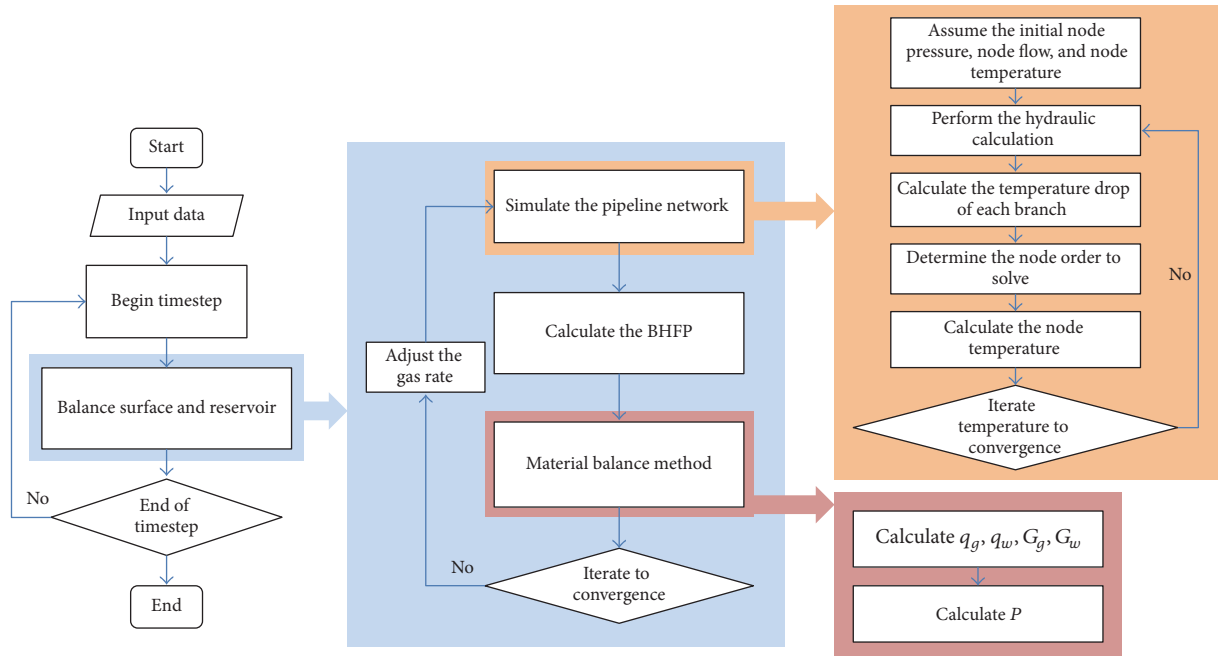 Start
Input data
Begin timestep
Balance surface and reservoir
No
End of
timestep
End
Simulate the pipeline network
Calculate the BHFP
Adjust the
gas rate
Material balance method
No
Iterate to
convergence
Assume the initial node
pressure, node flow, and node
temperature
Perform the hydraulic
calculation
Calculate the temperature drop
of each branch
Determine the node order to
solve
No
Calculate the node
temperature
Iterate
temperature to
convergence
Calculate q_g, q_w, G_g, G_w
Calculate P